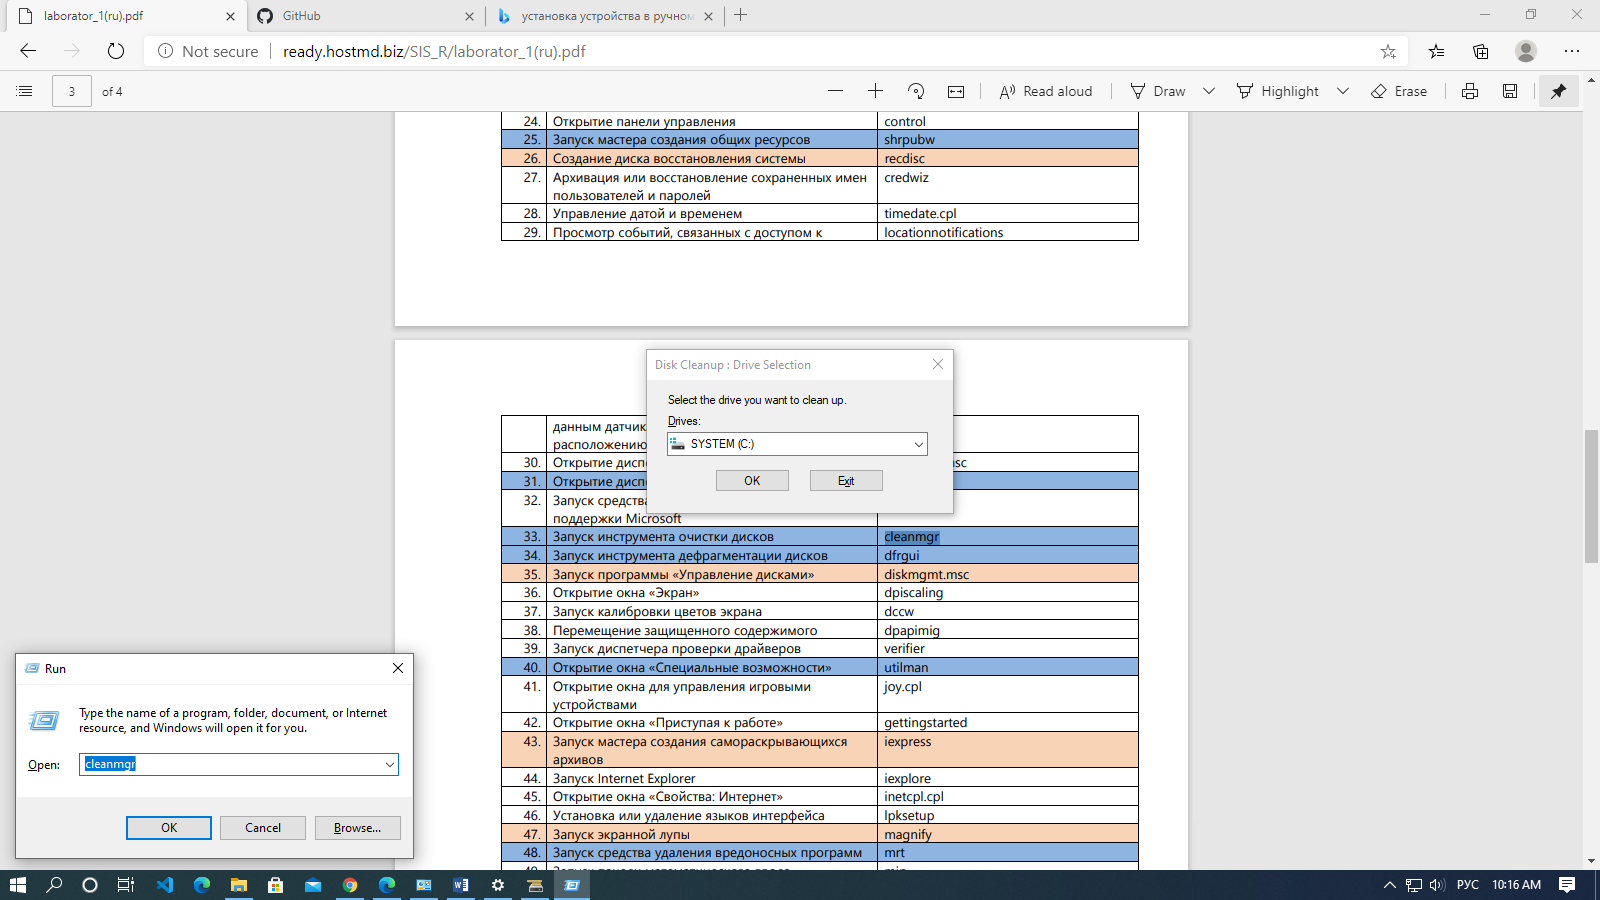 laborator_1(ru).pdf
GitHub
установка устройства в ручном
Not secure
ready.hostmd.biz/SIS_R/laborator_1(ru).pdf
3 of 4
Read aloud
Draw
Highlight
Erase
24. Открытие панели управления control
25. Запуск мастера создания общих ресурсов shrpubw
26. Создание диска восстановления системы recdisc
27. Архивация или восстановление сохраненных имен credwiz
пользователей и паролей
28. Управление датой и временем timedate.cpl
29. Просмотр событий, связанных с доступом к locationnotifications
Disk Cleanup : Drive Selection
Select the drive you want to clean up.
Drives:
SYSTEM (C:)
OK Exit
данным датчик
расположению
30. Открытие диспе sc
31. Открытие диспе
32. Запуск средства
поддержки Microsoft
33. Запуск инструмента очистки дисков cleanmgr
34. Запуск инструмента дефрагментации дисков dfrgui
35. Запуск программы «Управление дисками» diskmgmt.msc
36. Открытие окна «Экран» dpiscaling
37. Запуск калибровки цветов экрана dccw
38. Перемещение защищенного содержимого dpapimig
39. Запуск диспетчера проверки драйверов verifier
40. Открытие окна «Специальные возможности» utilman
41. Открытие окна для управления игровыми joy.cpl
устройствами
42. Открытие окна «Приступая к работе» gettingstarted
43. Запуск мастера создания самораскрывающихся iexpress
архивов
44. Запуск Internet Explorer iexplore
45. Открытие окна «Свойства: Интернет» inetcpl.cpl
46. Установка или удаление языков интерфейса lpksetup
47. Запуск экранной лупы magnify
48. Запуск средства удаления вредоносных программ mrt
Run
Type the name of a program, folder, document, or Internet
resource, and Windows will open it for you.
Open: cleanmgr
OK Cancel Browse...
РУС 10:16 AM